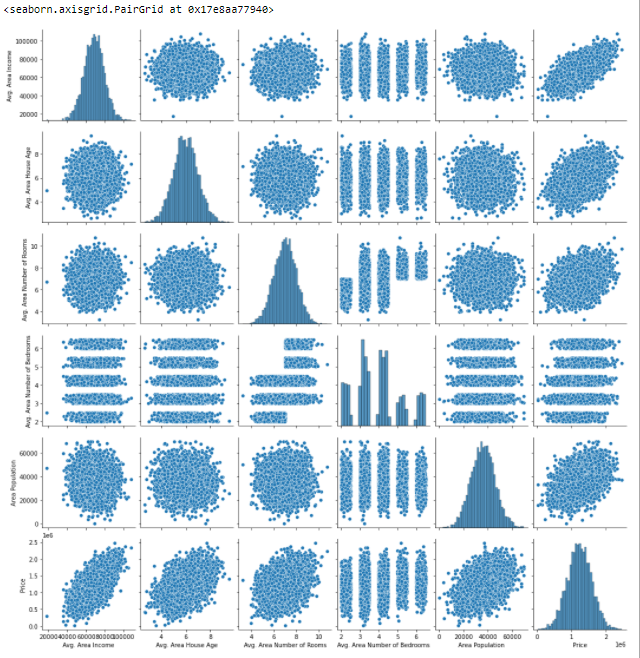 <seaborn.axisgrid.PairGrid at 0x17e8aa77940>
Avg. Area Income
100000
80000
60000
40000
20000
Avg. Area House Age
8
6
4
Avg. Area Number of Rooms
10
8
6
4
Avg. Area Number of Bedrooms
6
5
4
3
2
Area Population
60000
40000
20000
0
1e6
Price
2.5
2.0
1.5
1.0
0.5
0.0
20000 40000 60000 80000 100000
4 6 8
4 6 8 10
2 3 4 5 6
0 20000 40000 60000
0 1 2
1e6
Avg. Area Income
Avg. Area House Age
Avg. Area Number of Rooms
Avg. Area Number of Bedrooms
Area Population
Price